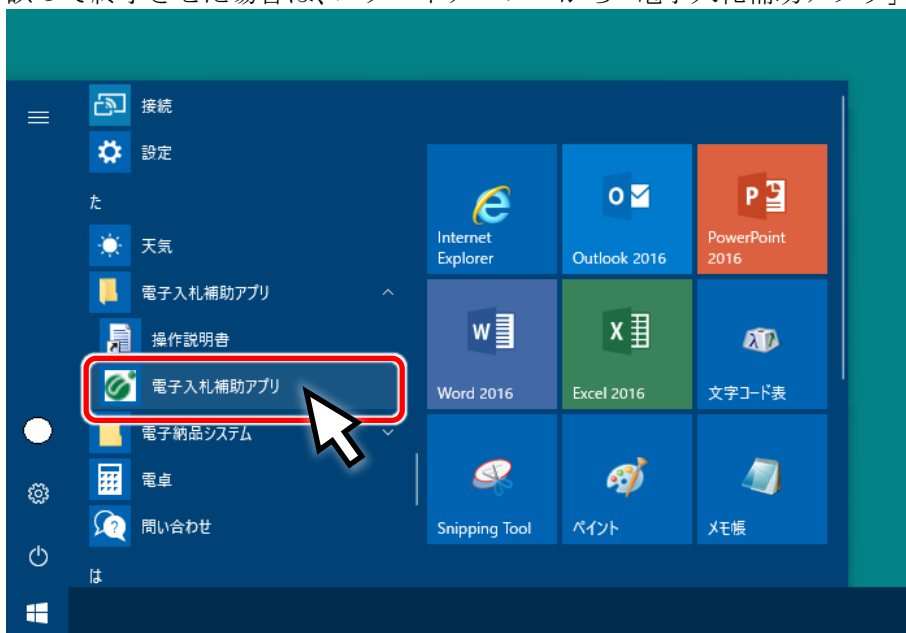 接続
設定
た
天気
電子入札補助アプリ
操作説明書
電子入札補助アプリ
電子納品システム
電卓
問い合わせ
は
Internet
Explorer
Outlook 2016
PowerPoint
2016
Word 2016
Excel 2016
文字コード表
Snipping Tool
ペイント
メモ帳